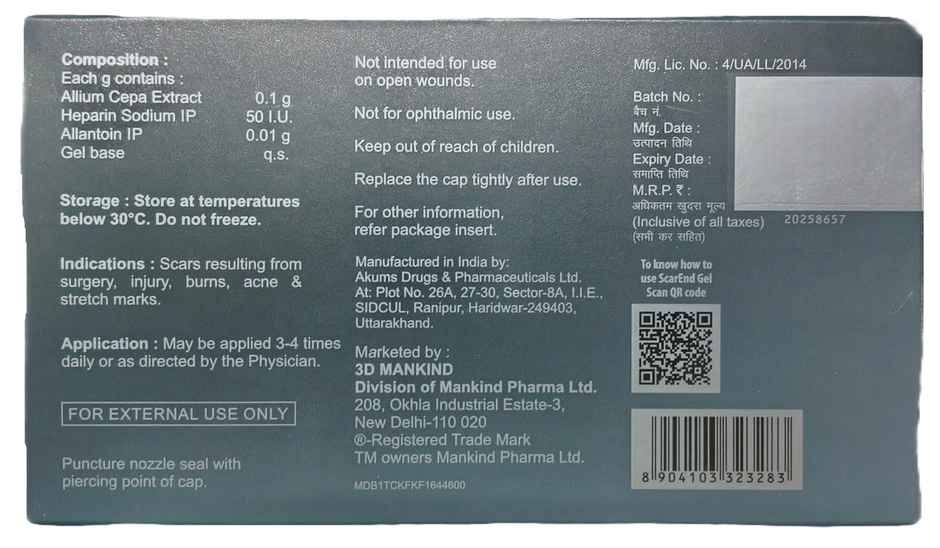 Composition :
Each g contains :
Allium Cepa Extract 0.1 g
Heparin Sodium IP 50 I.U.
Allantoin IP 0.01 g
Gel base q.s.
Storage : Store at temperatures
below 30°C. Do not freeze.
Indications : Scars resulting from
surgery, injury, burns, acne &
stretch marks.
Application : May be applied 3-4 times
daily or as directed by the Physician.
FOR EXTERNAL USE ONLY
Puncture nozzle seal with
piercing point of cap.
Not intended for use
on open wounds.
Not for ophthalmic use.
Keep out of reach of children.
Replace the cap tightly after use.
For other information,
refer package insert.
Manufactured in India by:
Akums Drugs & Pharmaceuticals Ltd.
At: Plot No. 26A, 27-30, Sector-8A, I.I.E.,
SIDCUL, Ranipur, Haridwar-249403,
Uttarakhand.
Marketed by :
3D MANKIND
Division of Mankind Pharma Ltd.
208, Okhla Industrial Estate-3,
New Delhi-110 020
®-Registered Trade Mark
TM owners Mankind Pharma Ltd.
MDB1TCKFKF1644600
Mfg. Lic. No. : 4/UA/LL/2014
Batch No. :
बैच नं.
Mfg. Date :
उत्पादन तिथि
Expiry Date :
समाप्ति तिथि
M.R.P. ₹ :
अधिकतम खुदरा मूल्य
(Inclusive of all taxes) 20258657
(सभी कर सहित)
To know how to
use ScarEnd Gel
Scan QR code
8 904103 323283